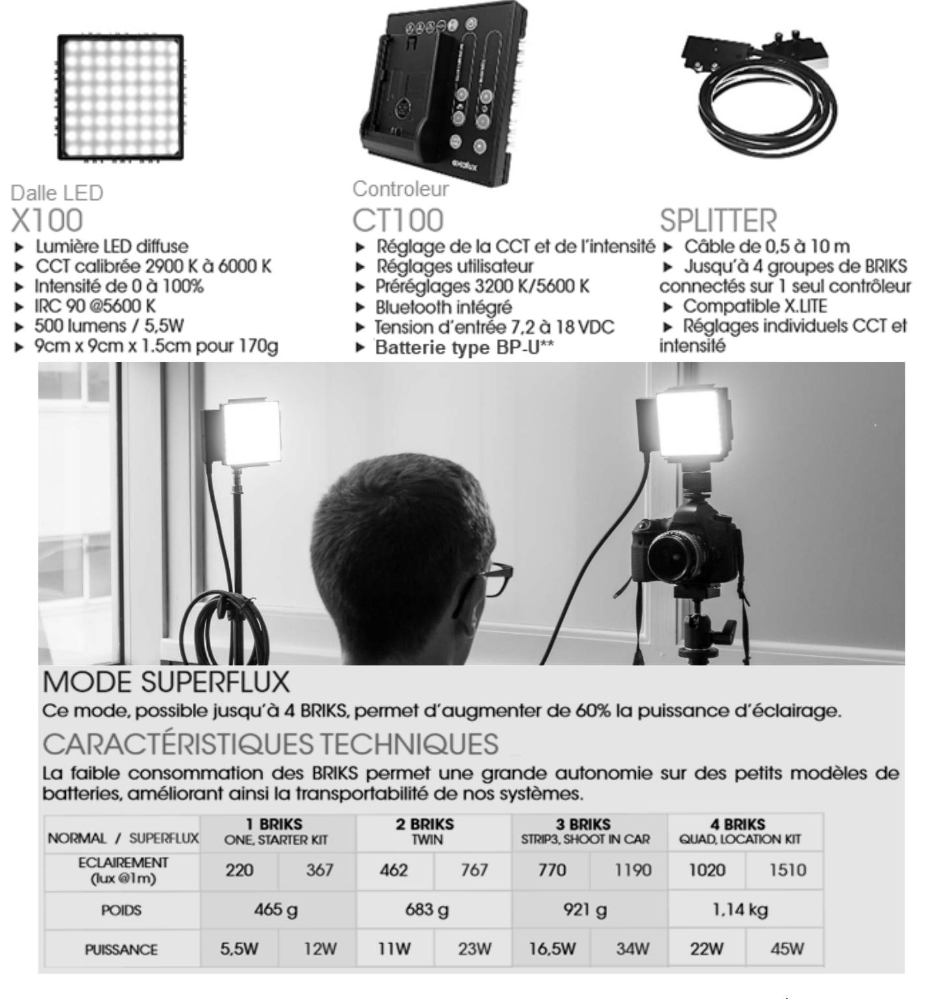 exalux
Dalle LED
X100
► Lumière LED diffuse
► CCT calibrée 2900 K à 6000 K
► Intensité de 0 à 100%
► IRC 90 @5600 K
► 500 lumens / 5,5W
► 9cm x 9cm x 1.5cm pour 170g
Controleur
CT100
► Réglage de la CCT et de l'intensité
► Réglages utilisateur
► Préréglages 3200 K/5600 K
► Bluetooth intégré
► Tension d'entrée 7,2 à 18 VDC
► Batterie type BP-U**
SPLITTER
► Câble de 0,5 à 10 m
► Jusqu'à 4 groupes de BRIKS
connectés sur 1 seul contrôleur
► Compatible X.LITE
► Réglages individuels CCT et
intensité
MODE SUPERFLUX
Ce mode, possible jusqu'à 4 BRIKS, permet d'augmenter de 60% la puissance d'éclairage.
CARACTÉRISTIQUES TECHNIQUES
La faible consommation des BRIKS permet une grande autonomie sur des petits modèles de
batteries, améliorant ainsi la transportabilité de nos systèmes.
NORMAL / SUPERFLUX
1 BRIKS
ONE, STARTER KIT
2 BRIKS
TWIN
3 BRIKS
STRIP3, SHOOT IN CAR
4 BRIKS
QUAD, LOCATION KIT
ECLAIREMENT
(lux @1m)
220 367 462 767 770 1190 1020 1510
POIDS 465 g 683 g 921 g 1,14 kg
PUISSANCE 5,5W 12W 11W 23W 16,5W 34W 22W 45W